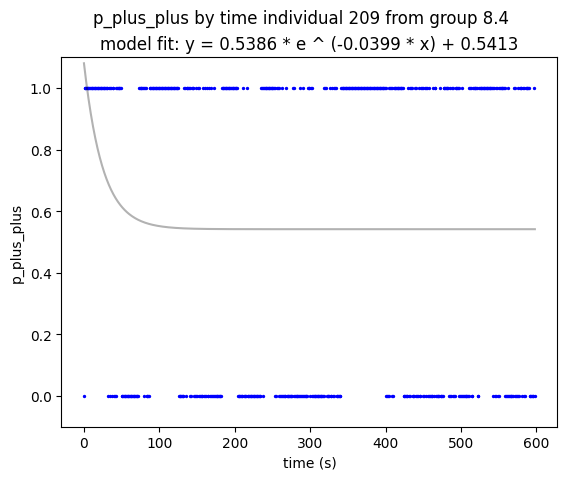 p_plus_plus by time individual 209 from group 8.4
model fit: y = 0.5386 * e ^ (-0.0399 * x) + 0.5413
1.0
0.8
0.6
0.4
0.2
0.0
p_plus_plus
0 100 200 300 400 500 600
time (s)